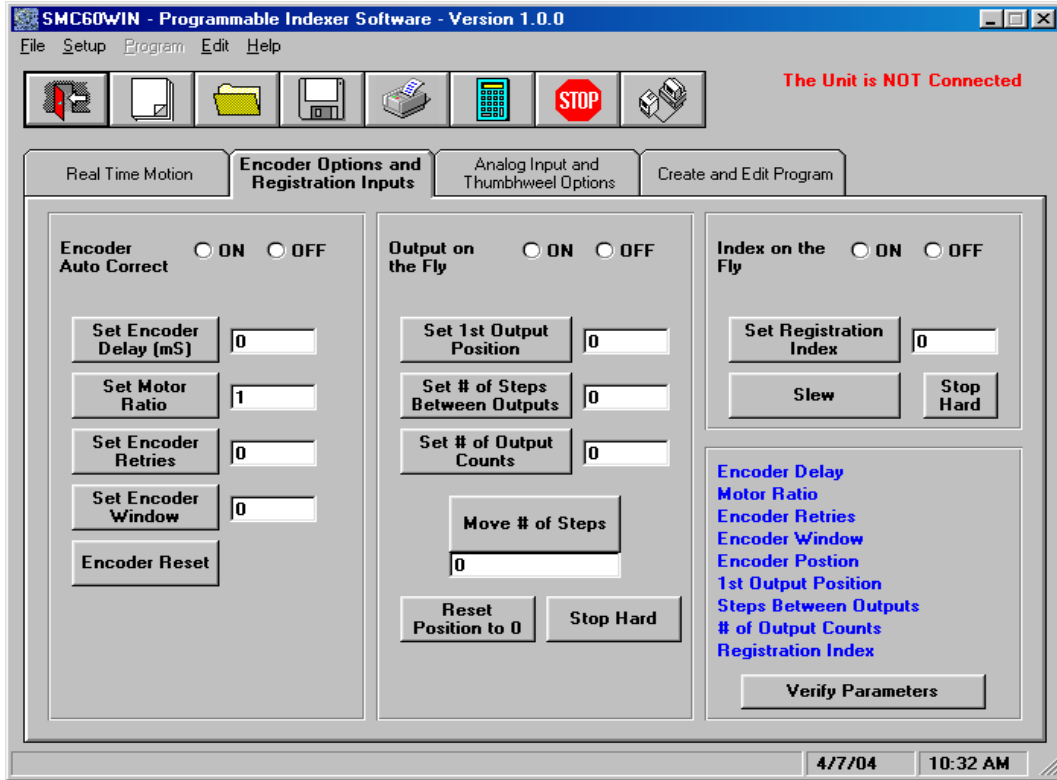 SMC60WIN - Programmable Indexer Software - Version 1.0.0
File Setup Program Edit Help
STOP
The Unit is NOT Connected
Real Time Motion
Encoder Options and
Registration Inputs
Analog Input and
Thumbhweel Options
Create and Edit Program
Encoder
Auto Correct
ON OFF
Set Encoder
Delay (mS)
0
Set Motor
Ratio
1
Set Encoder
Retries
0
Set Encoder
Window
0
Encoder Reset
Output on
the Fly
ON OFF
Set 1st Output
Position
0
Set # of Steps
Between Outputs
0
Set # of Output
Counts
0
Move # of Steps
0
Reset
Position to 0
Stop Hard
Index on the
Fly
ON OFF
Set Registration
Index
0
Slew
Stop
Hard
Encoder Delay
Motor Ratio
Encoder Retries
Encoder Window
Encoder Postion
1st Output Position
Steps Between Outputs
# of Output Counts
Registration Index
Verify Parameters
4/7/04 10:32 AM